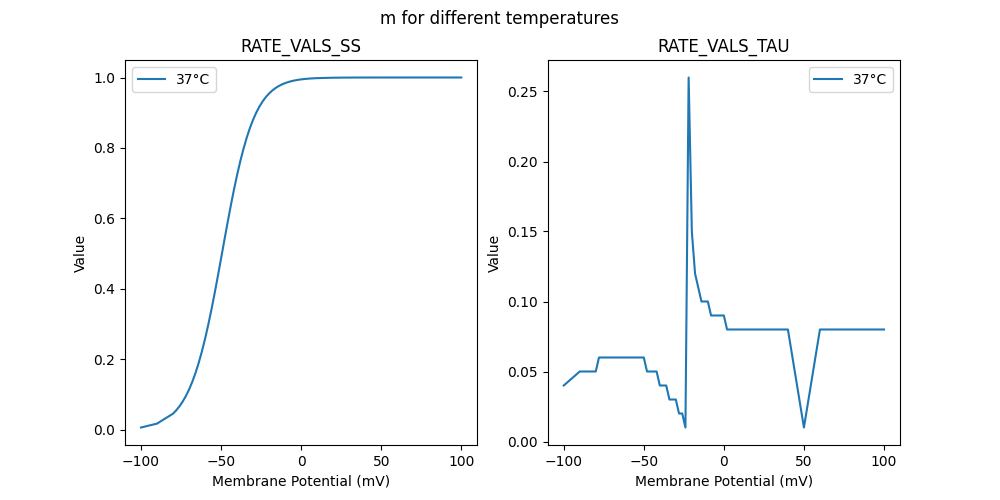 m for different temperatures
RATE_VALS_SS
37°C
1.0
0.8
0.6
0.4
0.2
0.0
Value
−100
−50
0
50
100
Membrane Potential (mV)
RATE_VALS_TAU
37°C
0.25
0.20
0.15
0.10
0.05
0.00
Value
−100
−50
0
50
100
Membrane Potential (mV)